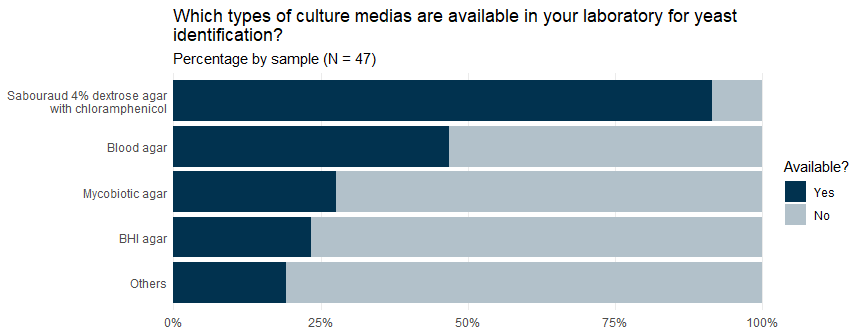 Which types of culture medias are available in your laboratory for yeast
identification?
Percentage by sample (N = 47)
Sabouraud 4% dextrose agar
with chloramphenicol
Blood agar
Mycobiotic agar
BHI agar
Others
0%
25%
50%
75%
100%
Available?
Yes
No